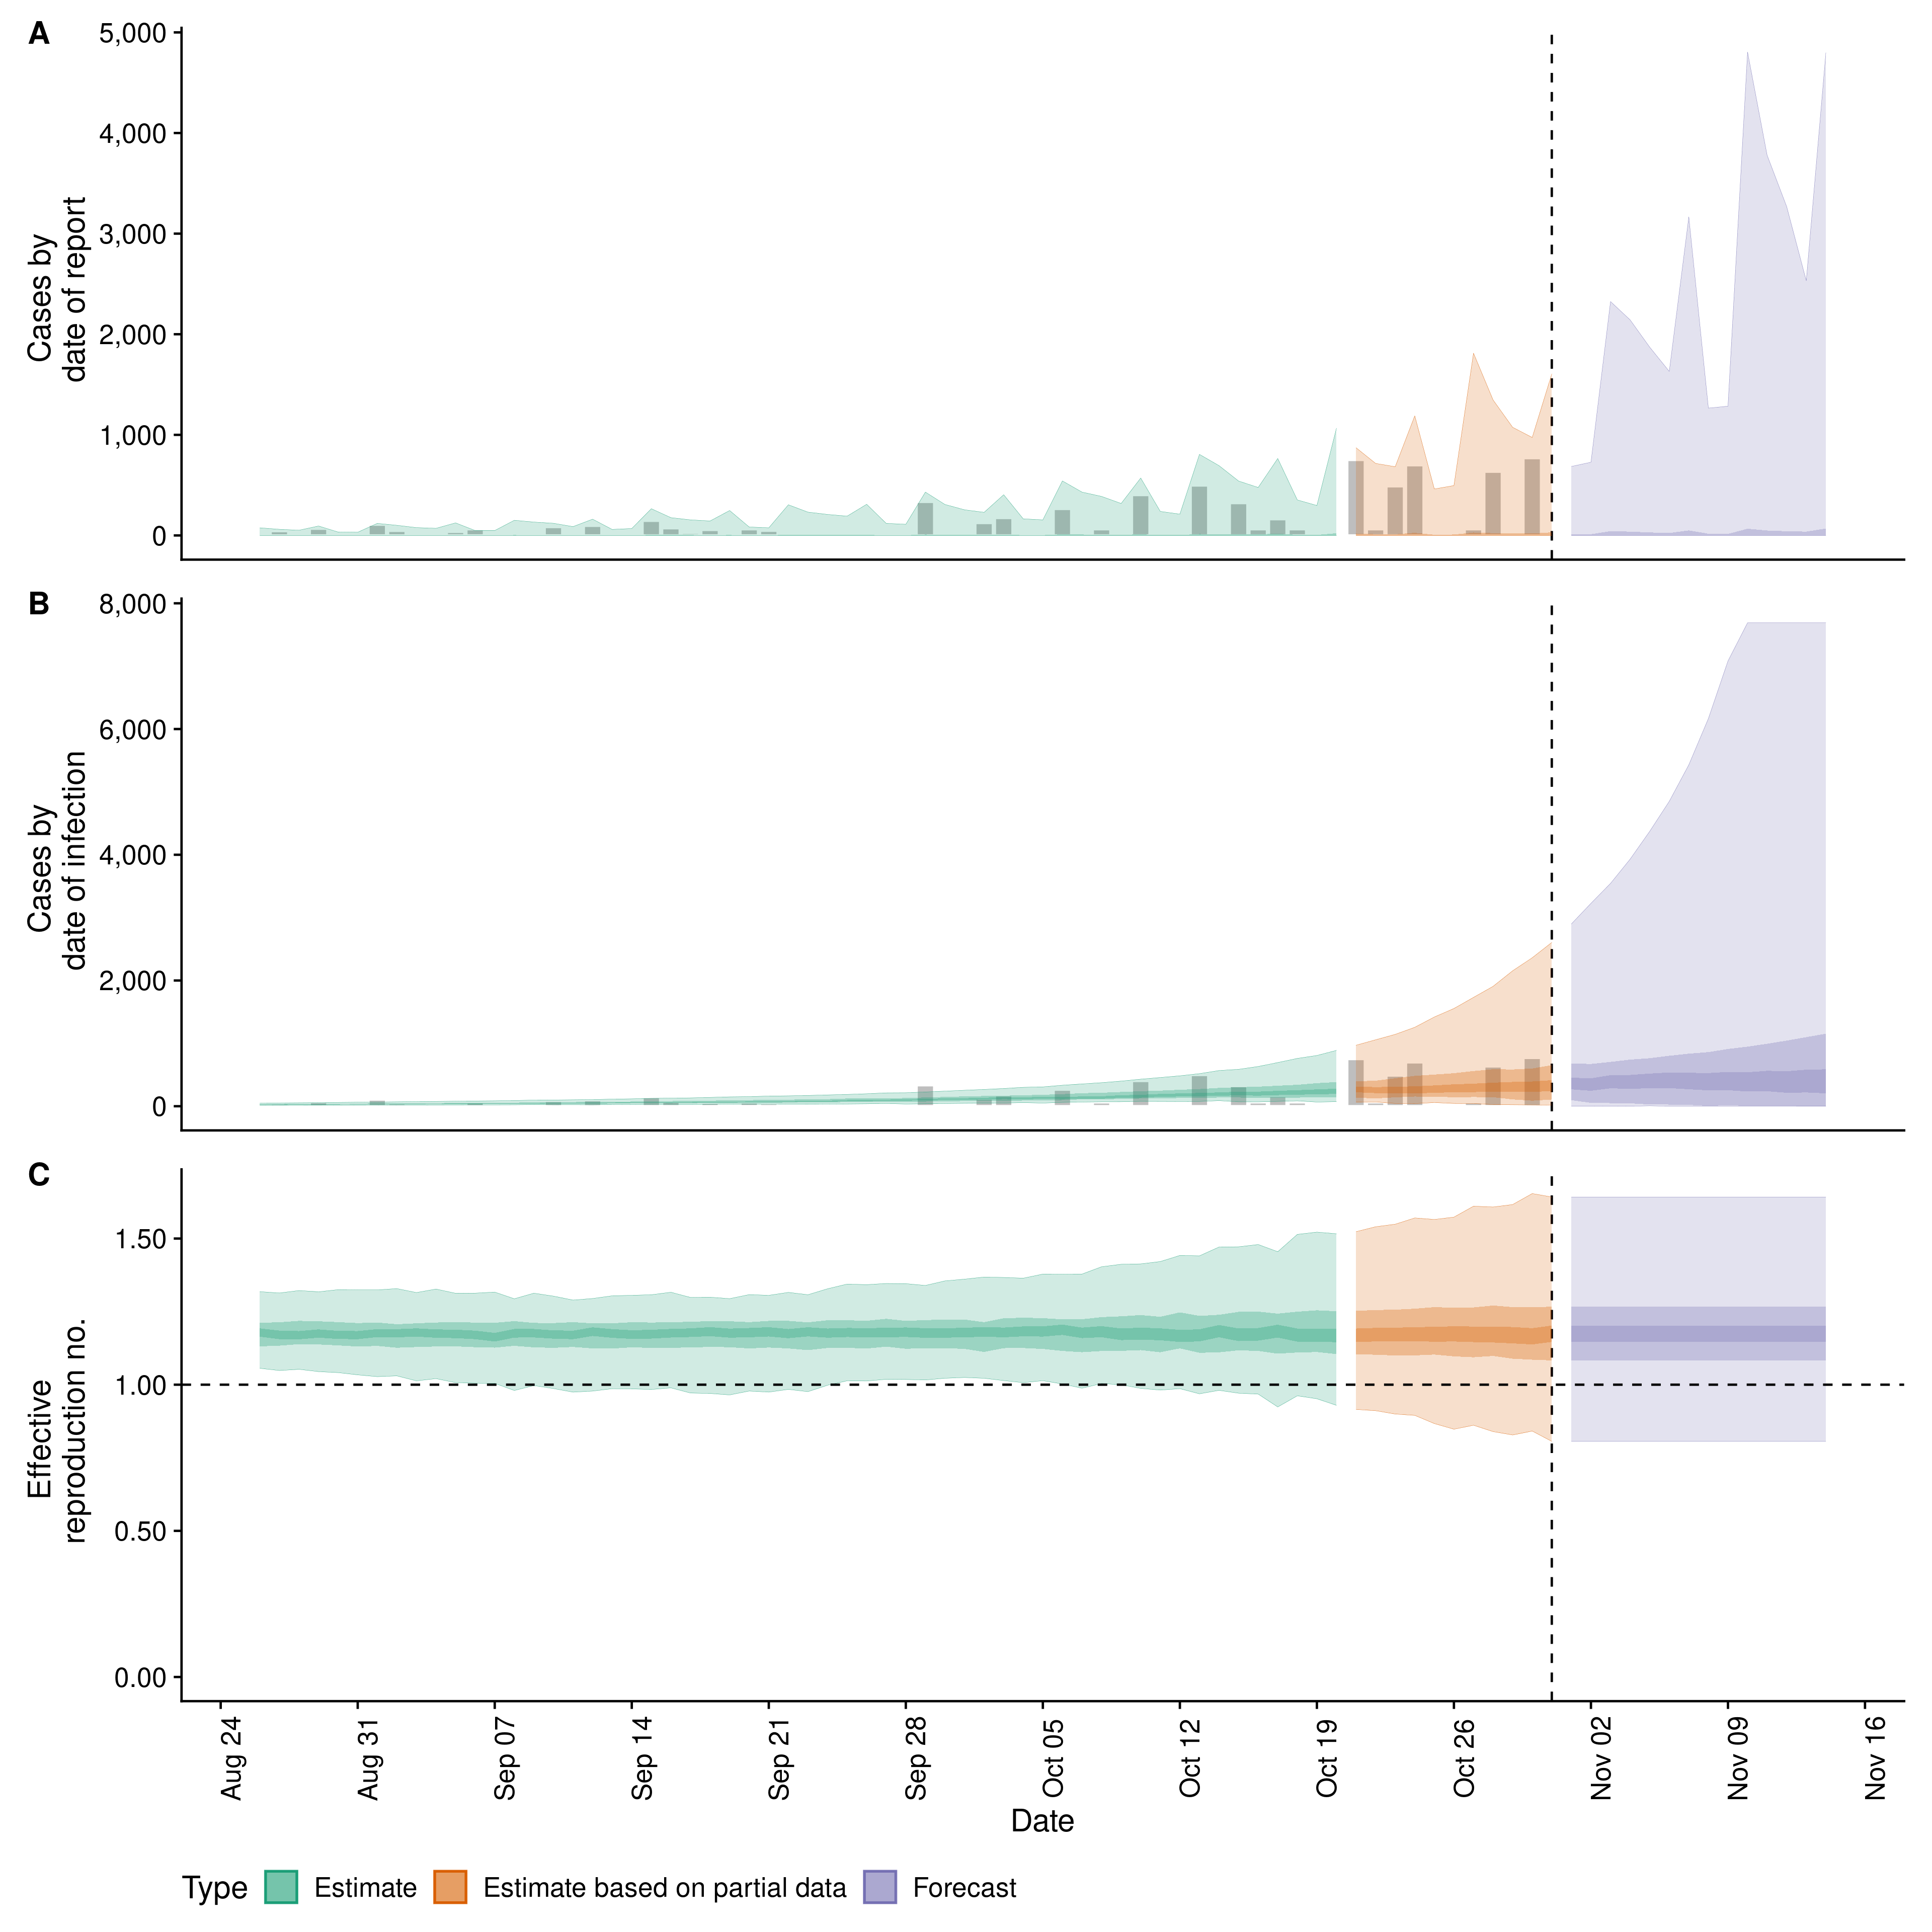 A
5,000
4,000
3,000
2,000
1,000
0
Cases by
date of report
B
8,000
6,000
4,000
2,000
0
Cases by
date of infection
C
1.50
1.00
0.50
0.00
Effective
reproduction no.
Aug 24
Aug 31
Sep 07
Sep 14
Sep 21
Sep 28
Oct 05
Oct 12
Oct 19
Oct 26
Nov 02
Nov 09
Nov 16
Date
Type Estimate Estimate based on partial data Forecast